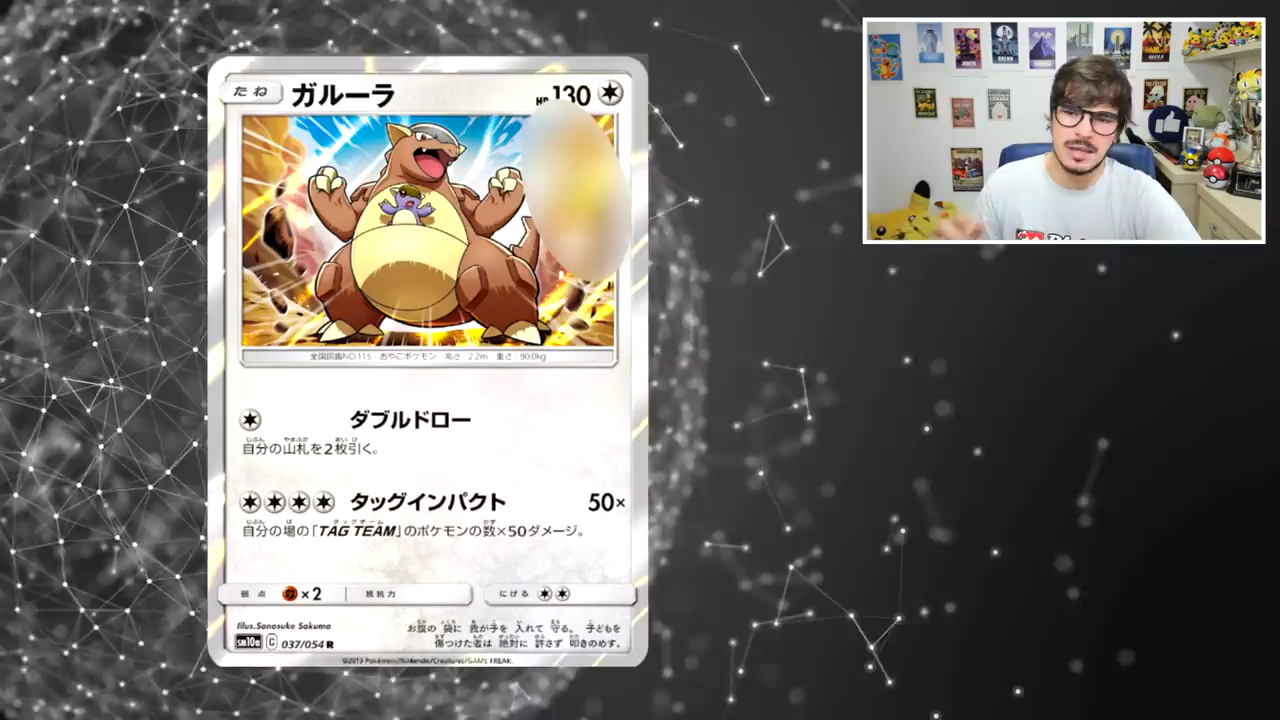 たね ガルーラ HP130
全国図鑑NO.115 おやこポケモン 高さ：2.2m 重さ：80.0kg
ダブルドロー
自分の山札を2枚引く。
タッグインパクト 50×
自分の場の「TAG TEAM」のポケモンの数×50ダメージ。
弱点 ×2 抵抗力 にげる
Illus.Sanosuke Sakuma
お腹の 袋に 我が子を 入れて 守る。 子どもを
傷つけた者は 絶対に 許さず 叩きのめす。
sm10a C 037/054 R
©2019 Pokémon/Nintendo/Creatures/GAME FREAK.